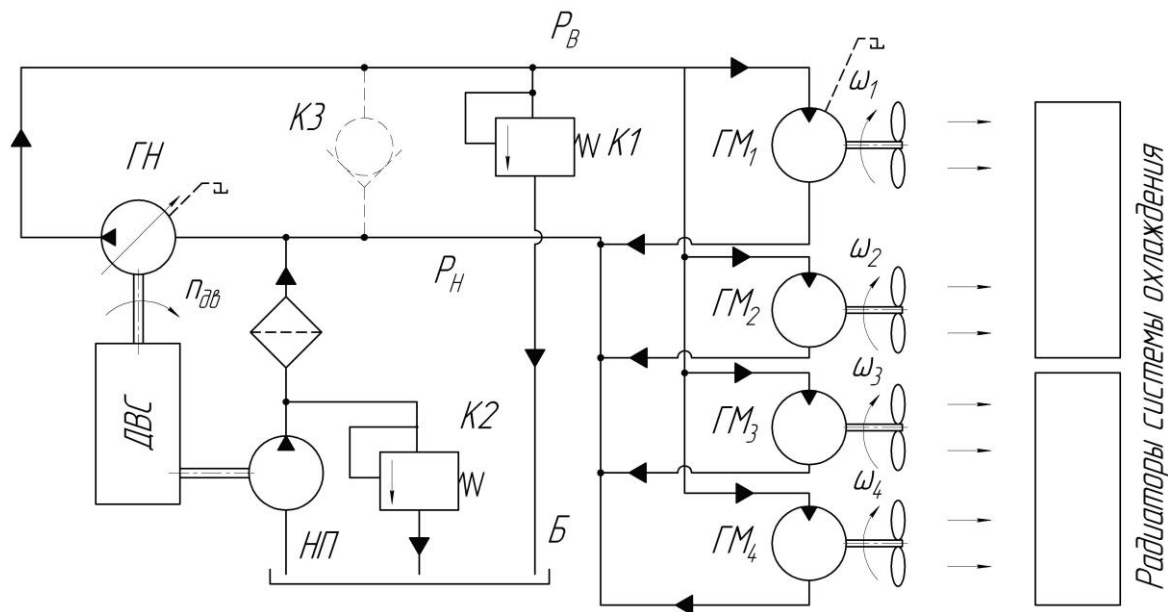 P_В
ω₁
К3
К1
ГМ₁
ГН
P_Н
n_дв
ω₂
ГМ₂
ω₃
ДВС
К2
ГМ₃
ω₄
НП
Б
ГМ₄
Радиаторы системы охлаждения